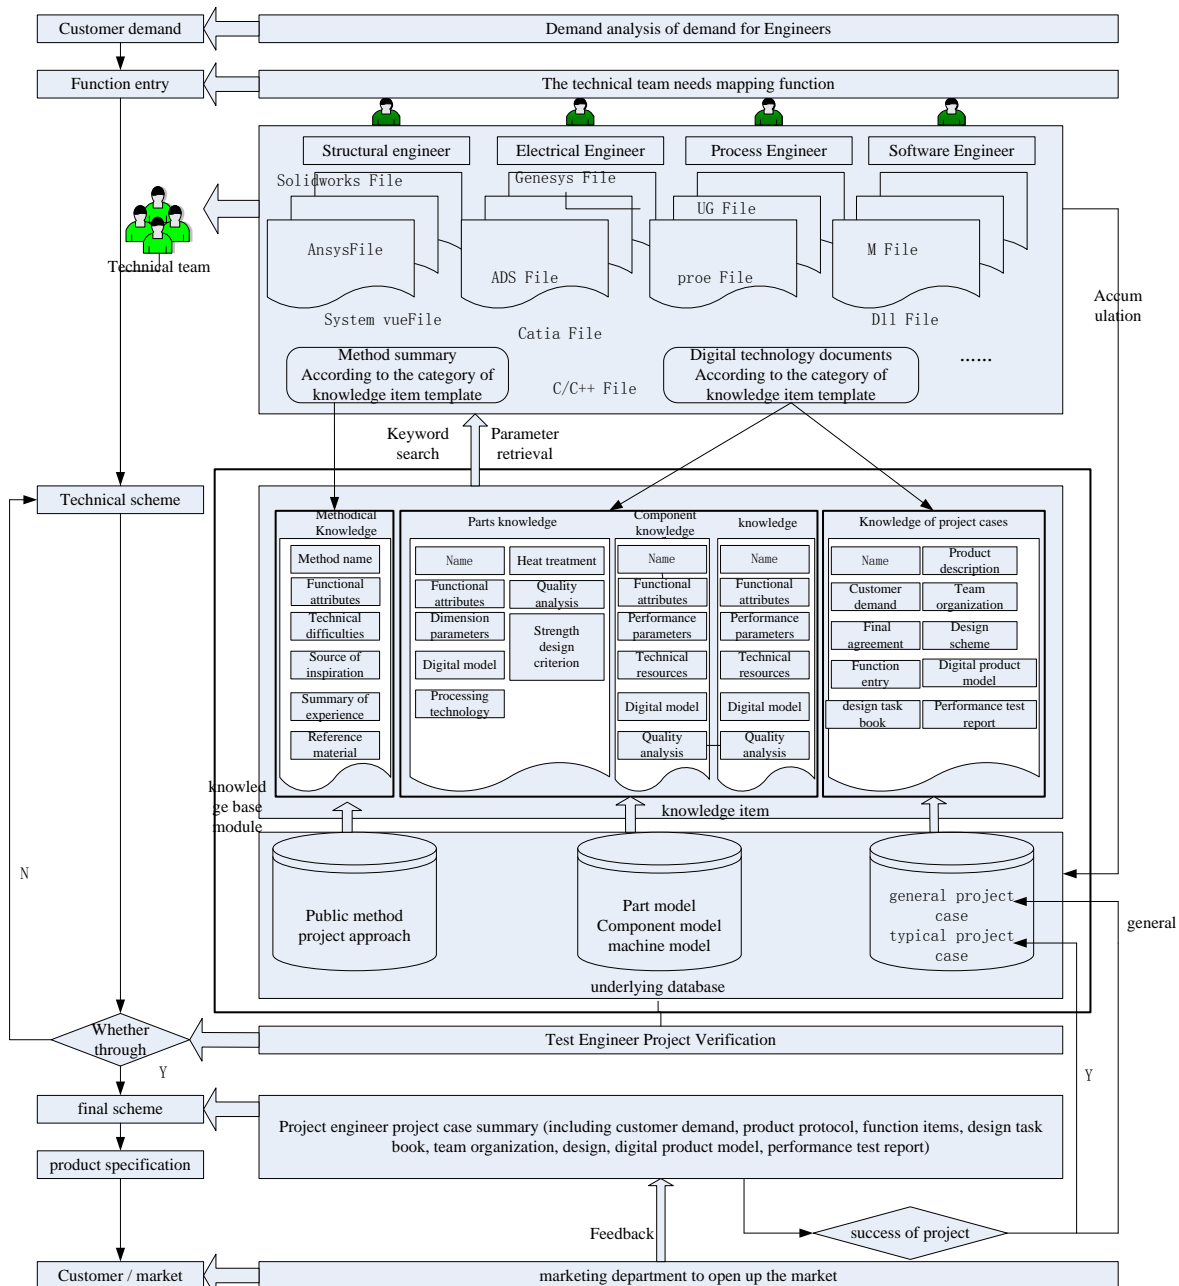 Customer demand
Demand analysis of demand for Engineers
Function entry
The technical team needs mapping function
Structural engineer
Electrical Engineer
Process Engineer
Software Engineer
Solidworks File
Genesys File
UG File
AnsysFile
ADS File
proe File
M File
Technical team
System vueFile
Catia File
Dll File
Accum
ulation
Method summary
According to the category of
knowledge item template
C/C++ File
Digital technology documents
According to the category of
knowledge item template
......
Keyword
search
Parameter
retrieval
Technical scheme
Methodical
Knowledge
Method name
Functional
attributes
Technical
difficulties
Source of
inspiration
Summary of
experience
Reference
material
Parts knowledge
Name
Functional
attributes
Dimension
parameters
Digital model
Processing
technology
Heat treatment
Quality
analysis
Strength
design
criterion
Component
knowledge
Name
Functional
attributes
Performance
parameters
Technical
resources
Digital model
Quality
analysis
knowledge
Name
Functional
attributes
Performance
parameters
Technical
resources
Digital model
Quality
analysis
Knowledge of project cases
Name
Customer
demand
Final
agreement
Function
entry
design task
book
Product
description
Team
organization
Design
scheme
Digital product
model
Performance test
report
knowled
ge base
module
knowledge item
N
Public method
project approach
Part model
Component model
machine model
general project
case
typical project
case
general
underlying database
Whether
through
Test Engineer Project Verification
Y
Y
final scheme
Project engineer project case summary (including customer demand, product protocol, function items, design task
book, team organization, design, digital product model, performance test report)
product specification
Feedback
success of project
Customer / market
marketing department to open up the market